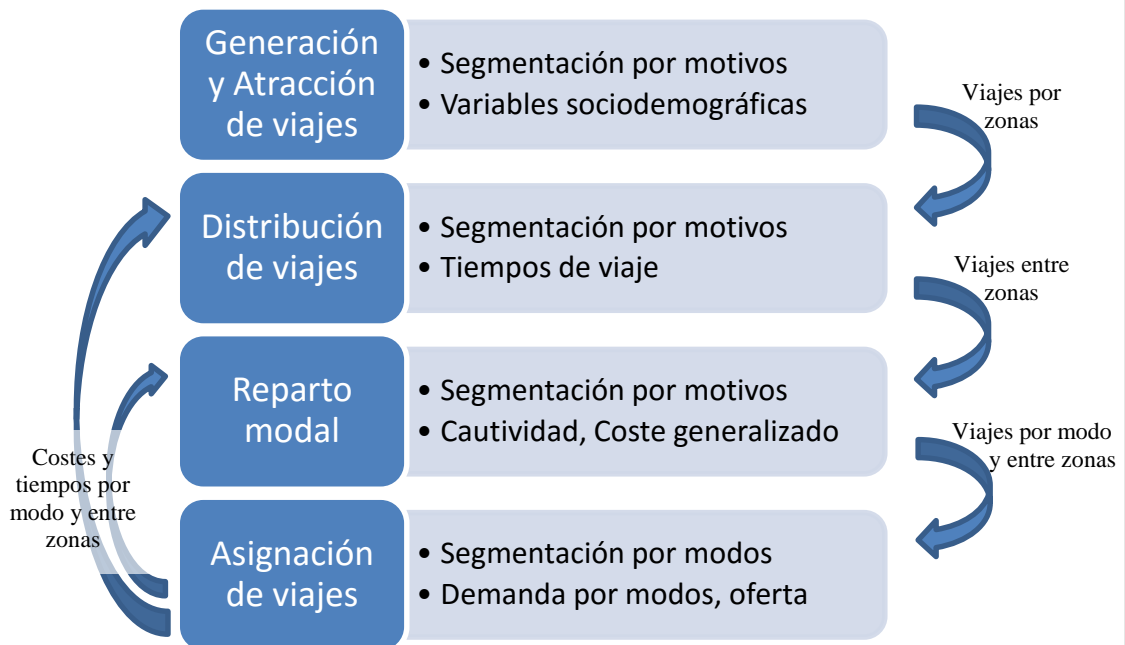 Generación
y Atracción
de viajes
• Segmentación por motivos
• Variables sociodemográficas
Viajes por
zonas
Distribución
de viajes
• Segmentación por motivos
• Tiempos de viaje
Viajes entre
zonas
Reparto
modal
• Segmentación por motivos
• Cautividad, Coste generalizado
Viajes por modo
y entre zonas
Costes y
tiempos por
modo y entre
zonas
Asignación
de viajes
• Segmentación por modos
• Demanda por modos, oferta